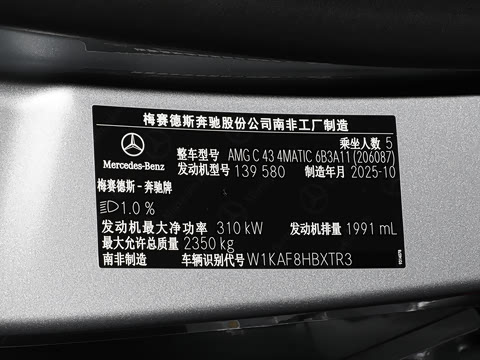 梅赛德斯奔驰股份公司南非工厂制造
乘坐人数 5
Mercedes-Benz
整车型号 AMG C 43 4MATIC 6B3A11 (206087)
发动机型号 139 580 制造年月 2025-10
梅赛德斯-奔驰牌
1.0 %
发动机最大净功率 310 kW 发动机排量 1991 mL
最大允许总质量 2350 kg
南非制造 车辆识别代号 W1KAF8HBXTR3